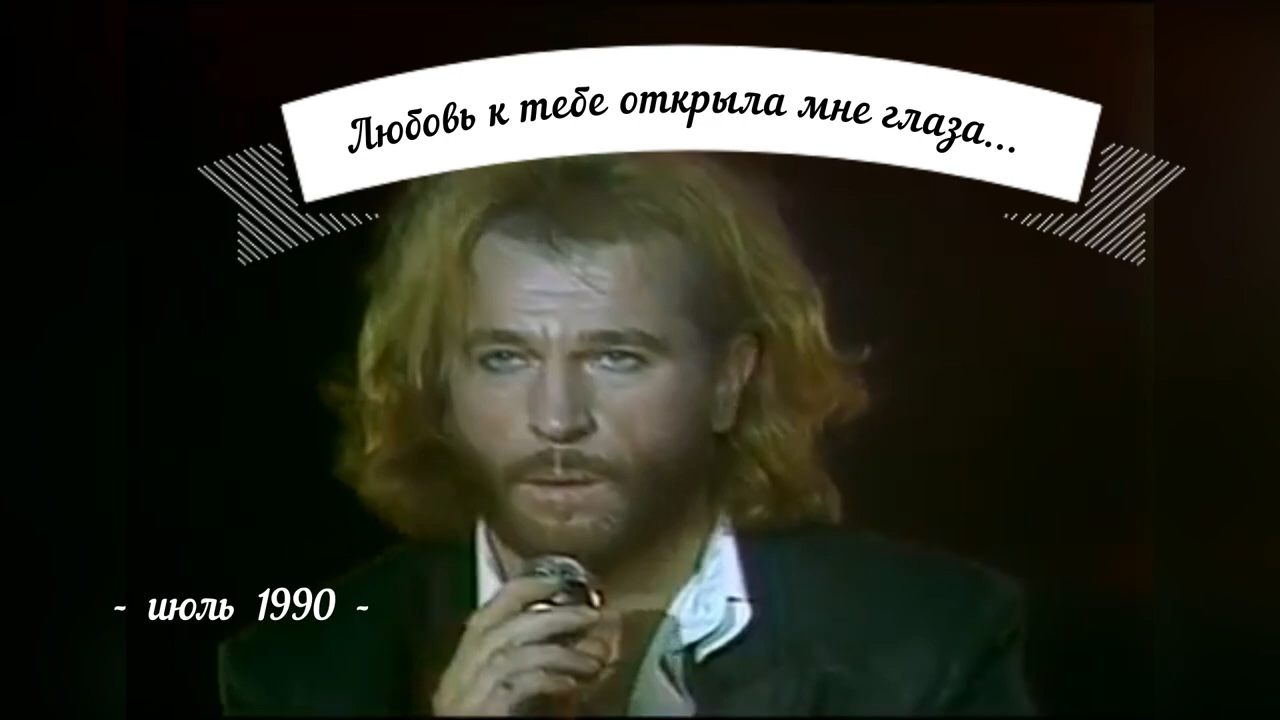 Любовь к тебе открыла мне глаза...
- июль 1990 -